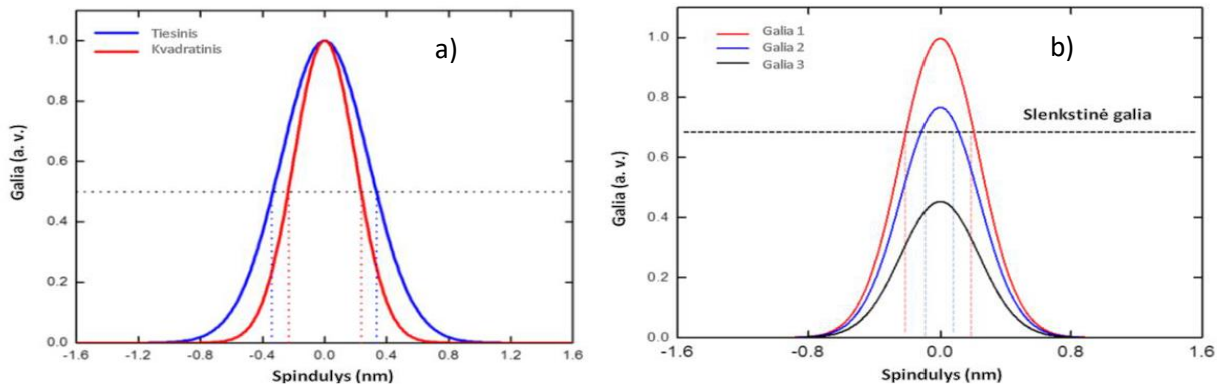 a)
Tiesinis
Kvadratinis
Galia (a. v.)
1.0
0.8
0.6
0.4
0.2
0.0
-1.6
-1.2
-0.8
-0.4
0.0
0.4
0.8
1.2
1.6
Spindulys (nm)
b)
Galia 1
Galia 2
Galia 3
Slenkstinė galia
Galia (a. v.)
1.0
0.8
0.6
0.4
0.2
0.0
-1.6
-0.8
0.0
0.8
1.6
Spindulys (nm)